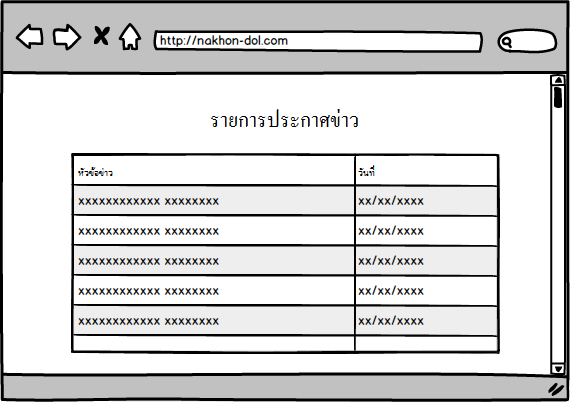 http://nakhon-dol.com
รายการประกาศข่าว
หัวข้อข่าว วันที่
xxxxxxxxxxxx xxxxxxxx xx/xx/xxxx
xxxxxxxxxxxx xxxxxxxx xx/xx/xxxx
xxxxxxxxxxxx xxxxxxxx xx/xx/xxxx
xxxxxxxxxxxx xxxxxxxx xx/xx/xxxx
xxxxxxxxxxxx xxxxxxxx xx/xx/xxxx